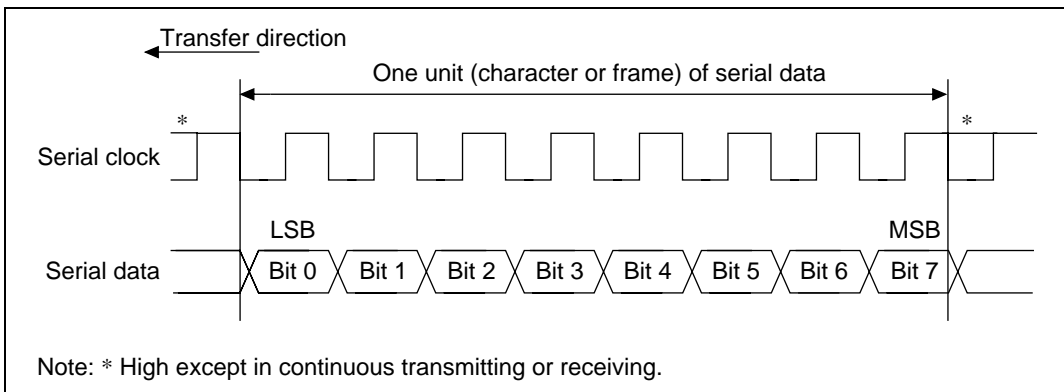 Transfer direction
One unit (character or frame) of serial data
* *
Serial clock
LSB MSB
Serial data Bit 0 Bit 1 Bit 2 Bit 3 Bit 4 Bit 5 Bit 6 Bit 7
Note: * High except in continuous transmitting or receiving.